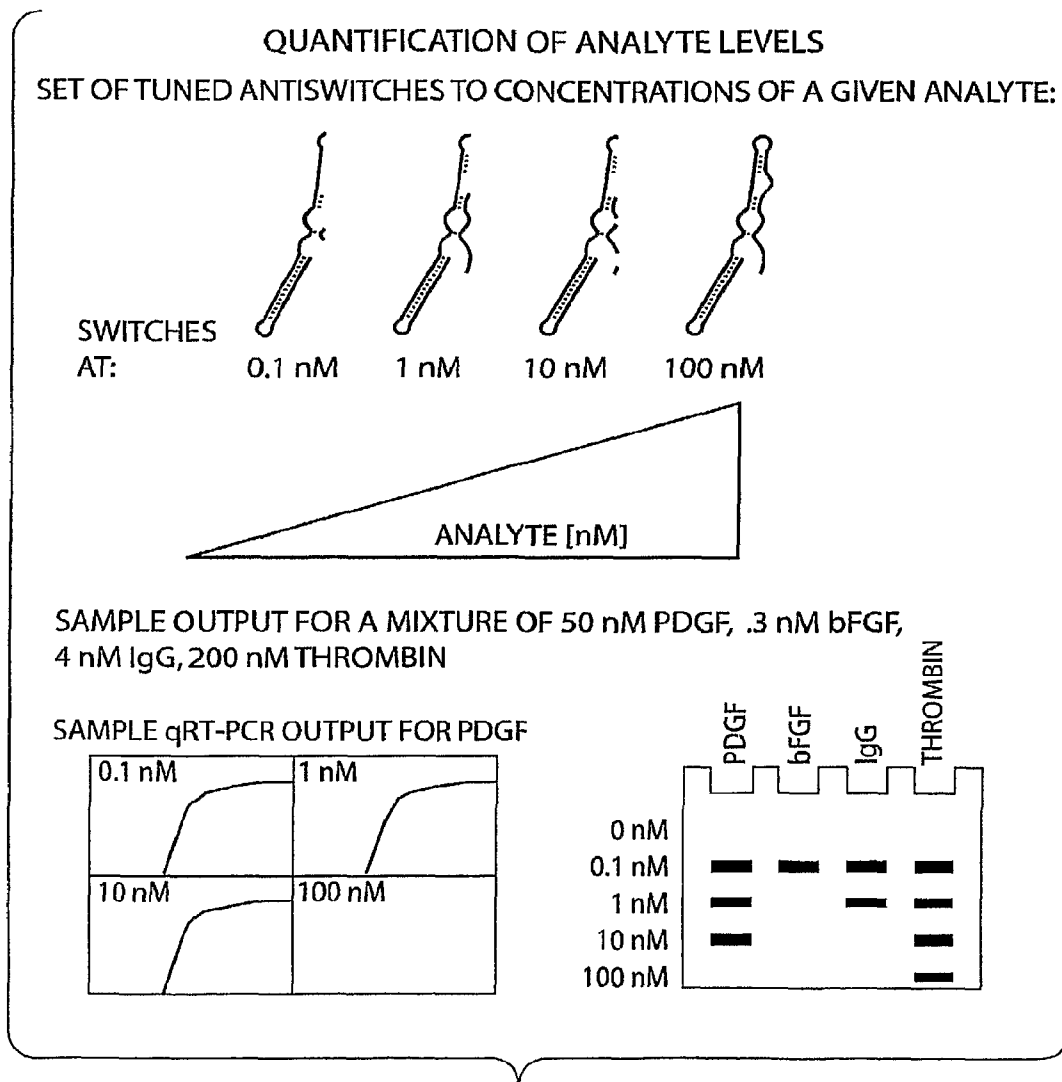 QUANTIFICATION OF ANALYTE LEVELS
SET OF TUNED ANTISWITCHES TO CONCENTRATIONS OF A GIVEN ANALYTE:
SWITCHES
AT:
0.1 nM 1 nM 10 nM 100 nM
ANALYTE [nM]
SAMPLE OUTPUT FOR A MIXTURE OF 50 nM PDGF, .3 nM bFGF,
4 nM IgG, 200 nM THROMBIN
SAMPLE qRT-PCR OUTPUT FOR PDGF
0.1 nM 1 nM
10 nM 100 nM
PDGF
bFGF
IgG
THROMBIN
0 nM
0.1 nM
1 nM
10 nM
100 nM